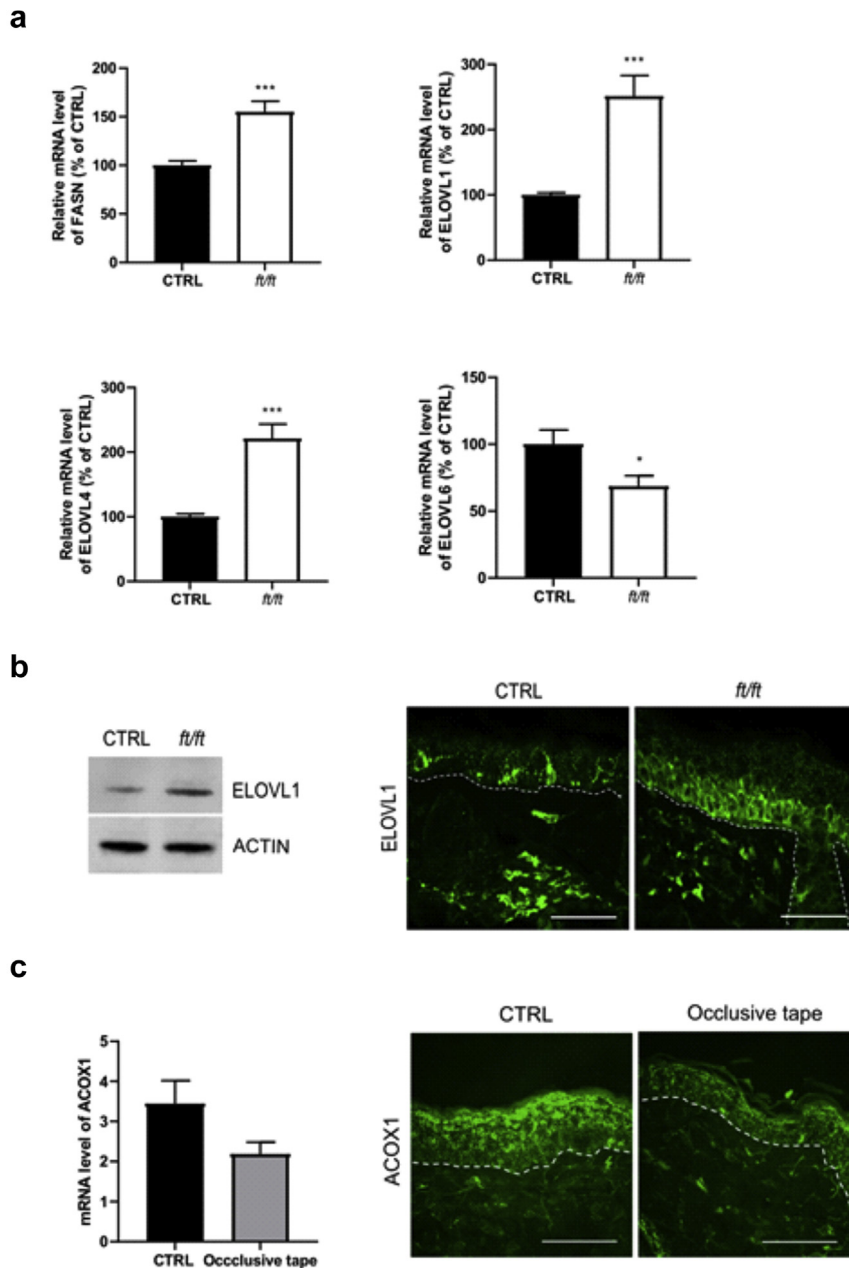 a
Relative mRNA level
of FASN (% of CTRL)
200
150
100
50
0
***
CTRL ft/ft
Relative mRNA level
of ELOVL1 (% of CTRL)
300
200
100
0
***
CTRL ft/ft
Relative mRNA level
of ELOVL4 (% of CTRL)
300
200
100
0
***
CTRL ft/ft
Relative mRNA level
of ELOVL6 (% of CTRL)
150
100
50
0
*
CTRL ft/ft
b
CTRL ft/ft
ELOVL1
ACTIN
CTRL ft/ft
ELOVL1
c
mRNA level of ACOX1
5
4
3
2
1
0
CTRL Occclusive tape
CTRL Occlusive tape
ACOX1